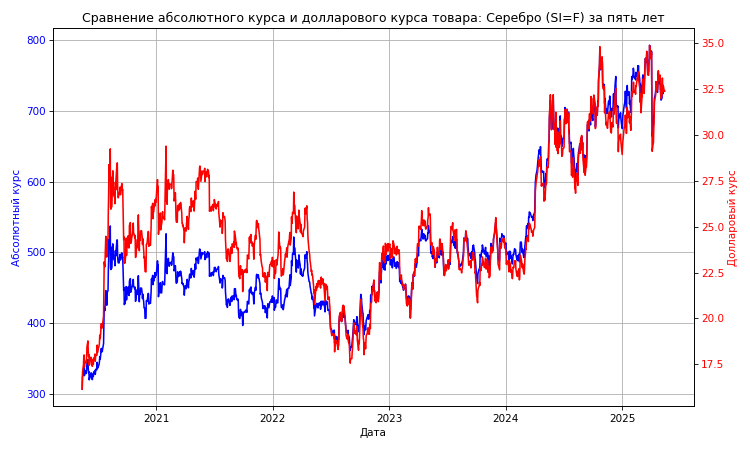 Сравнение абсолютного курса и долларового курса товара: Серебро (SI=F) за пять лет
800
700
600
500
400
300
Абсолютный курс
35.0
32.5
30.0
27.5
25.0
22.5
20.0
17.5
Долларовый курс
2021 2022 2023 2024 2025
Дата